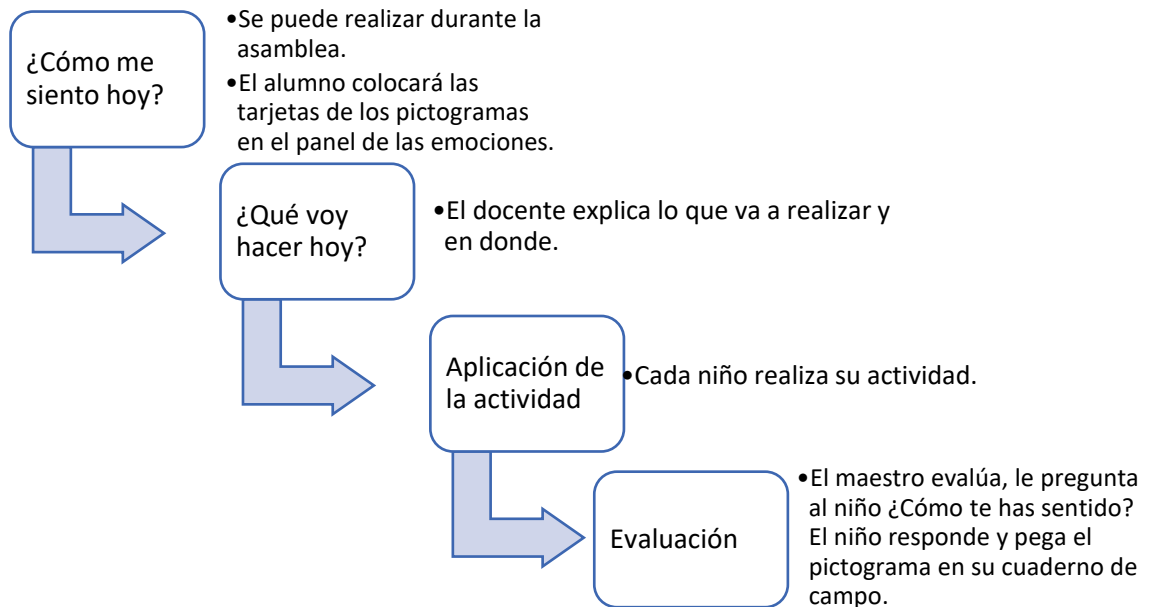 ¿Cómo me
siento hoy?
•Se puede realizar durante la
asamblea.
•El alumno colocará las
tarjetas de los pictogramas
en el panel de las emociones.
¿Qué voy
hacer hoy?
•El docente explica lo que va a realizar y
en donde.
Aplicación de
la actividad
•Cada niño realiza su actividad.
Evaluación
•El maestro evalúa, le pregunta
al niño ¿Cómo te has sentido?
El niño responde y pega el
pictograma en su cuaderno de
campo.